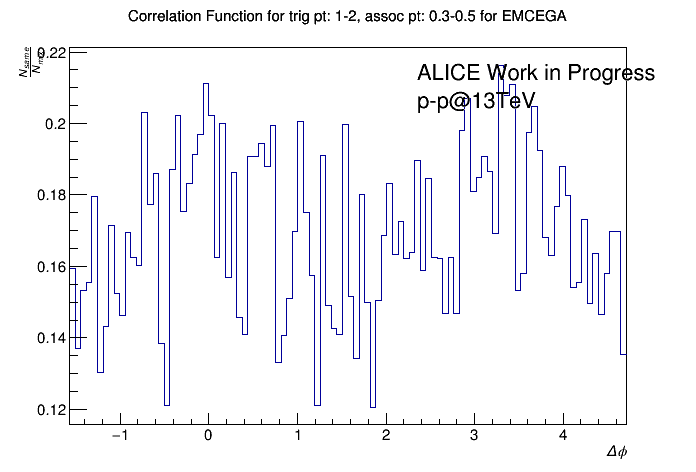 Correlation Function for trig pt: 1-2, assoc pt: 0.3-0.5 for EMCEGA
N_same
N_m
ALICE Work in Progress
p-p@13TeV
0.22
0.2
0.18
0.16
0.14
0.12
−1 0 1 2 3 4
Δϕ